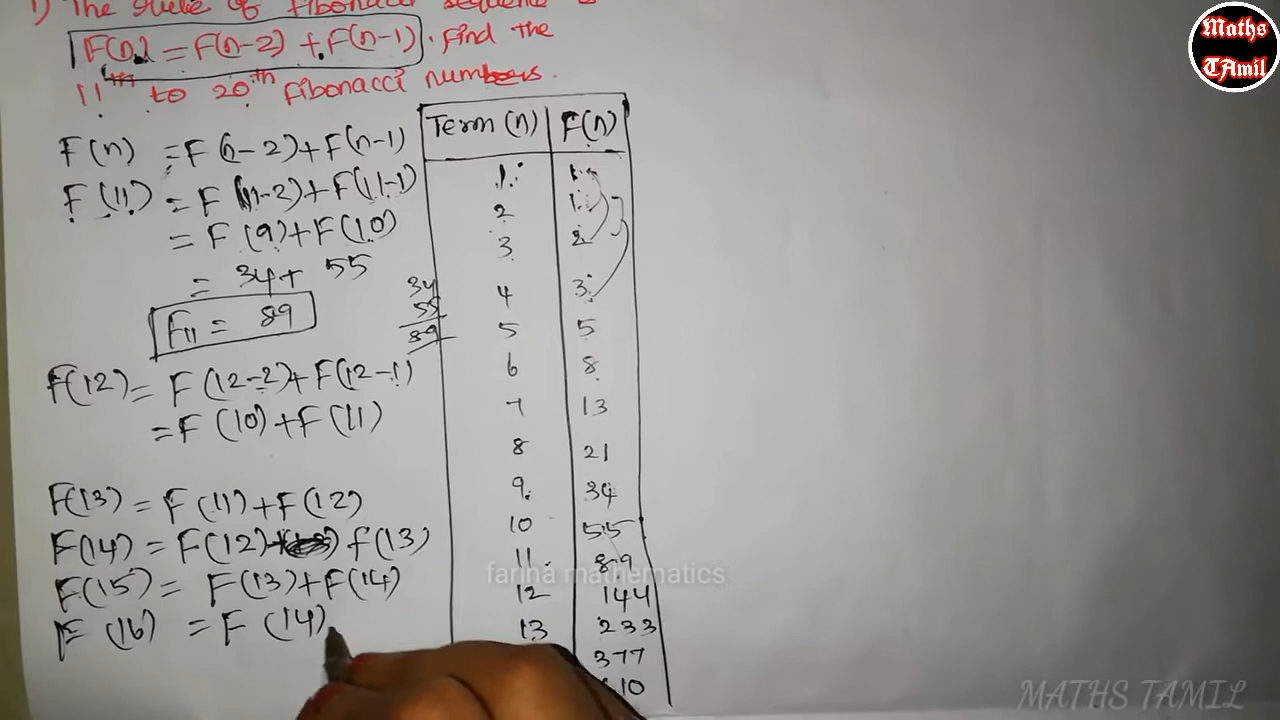 1) The rule of fibonacci sequence is
F(n) = F(n-2) + F(n-1). Find the
11th to 20th fibonacci numbers.
F(n) = F(n-2)+F(n-1)
F(11) = F(11-2)+F(11-1)
= F(9)+F(10)
= 34+ 55
F11 = 89
34
55
89
F(12) = F(12-2)+F(12-1)
=F(10)+F(11)
F(13) = F(11)+F(12)
F(14) = F(12)+ f(13)
F(15) = F(13)+F(14)
F(16) = F(14)
Term (n) F(n)
1 1
2 1
3 2
4 3
5 5
6 8
7 13
8 21
9 34
10 55
11 89
12 144
13 233
377
10
farina mathematics
Maths
TAmil
MATHS TAMIL